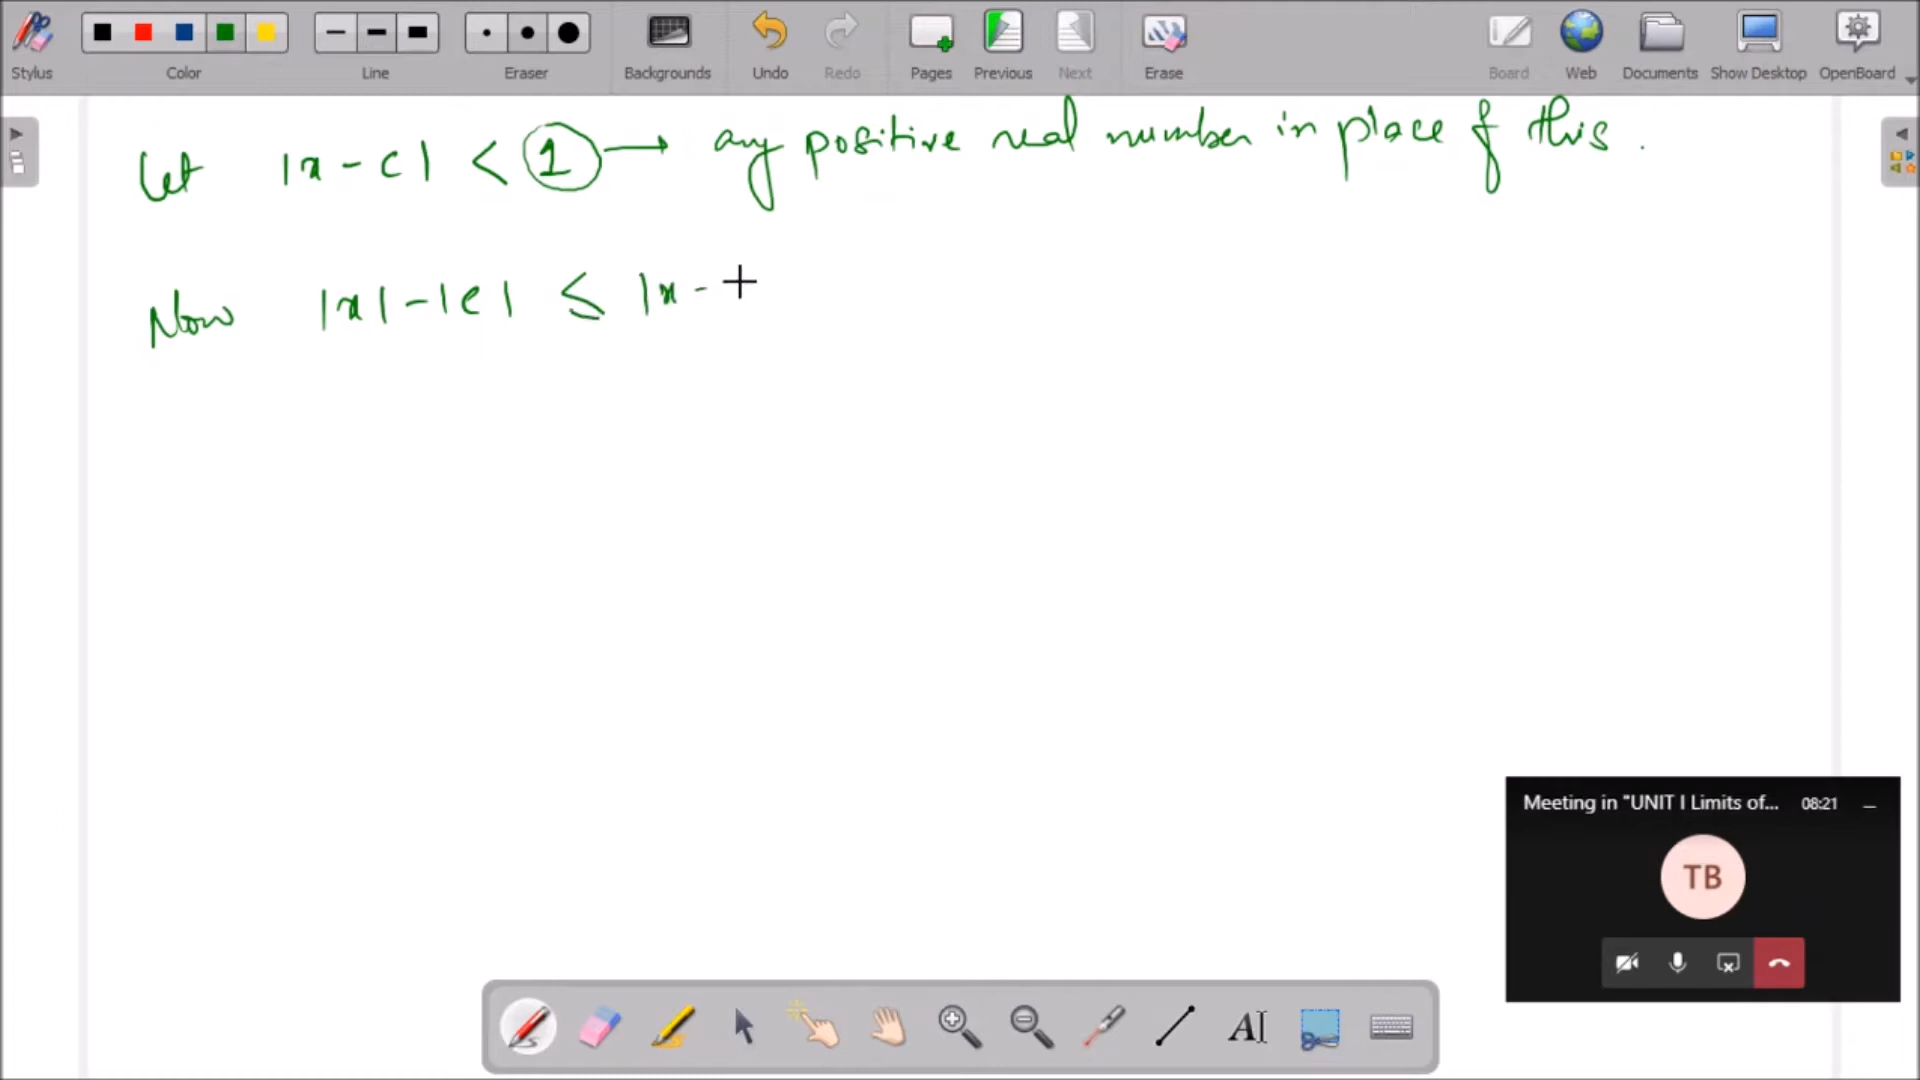 Stylus Color Line Eraser Backgrounds Undo Redo Pages Previous Next Erase Board Web Documents Show Desktop OpenBoard
Let |x - c| < 1 → any positive real number in place of this.
Now |x| - |c| ≤ |x -
Meeting in "UNIT I Limits of... 08:21
TB
AI